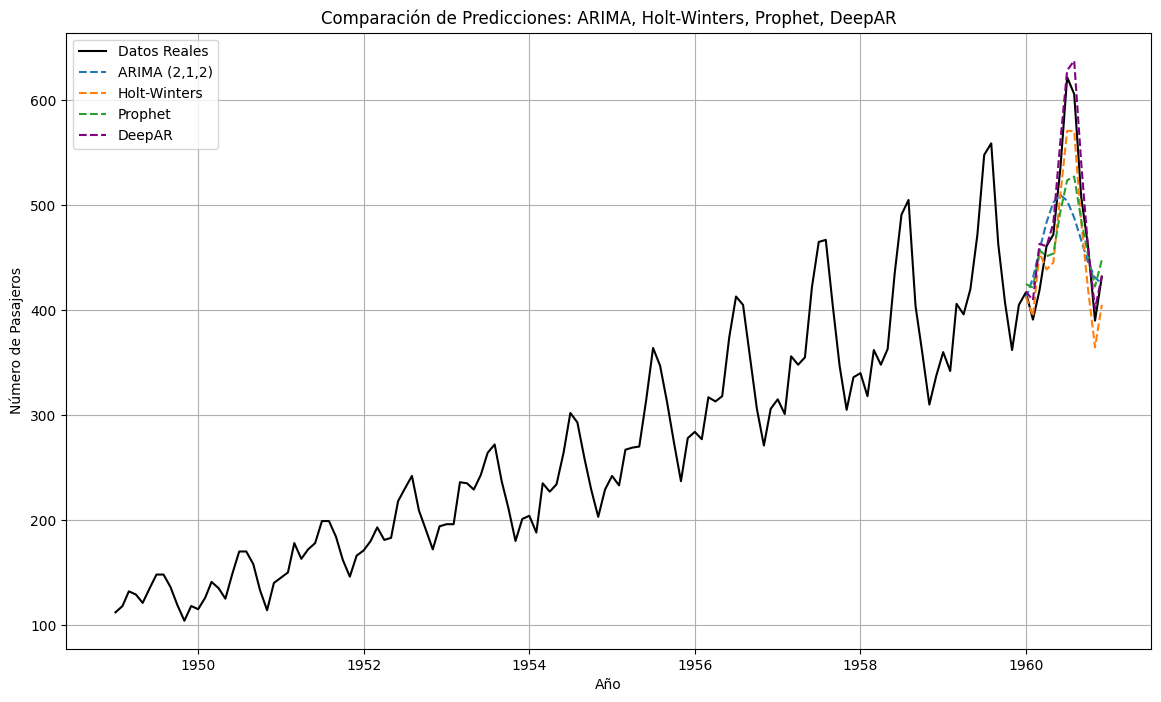 Comparación de Predicciones: ARIMA, Holt-Winters, Prophet, DeepAR
Datos Reales
ARIMA (2,1,2)
Holt-Winters
Prophet
DeepAR
Número de Pasajeros
600
500
400
300
200
100
1950
1952
1954
1956
1958
1960
Año